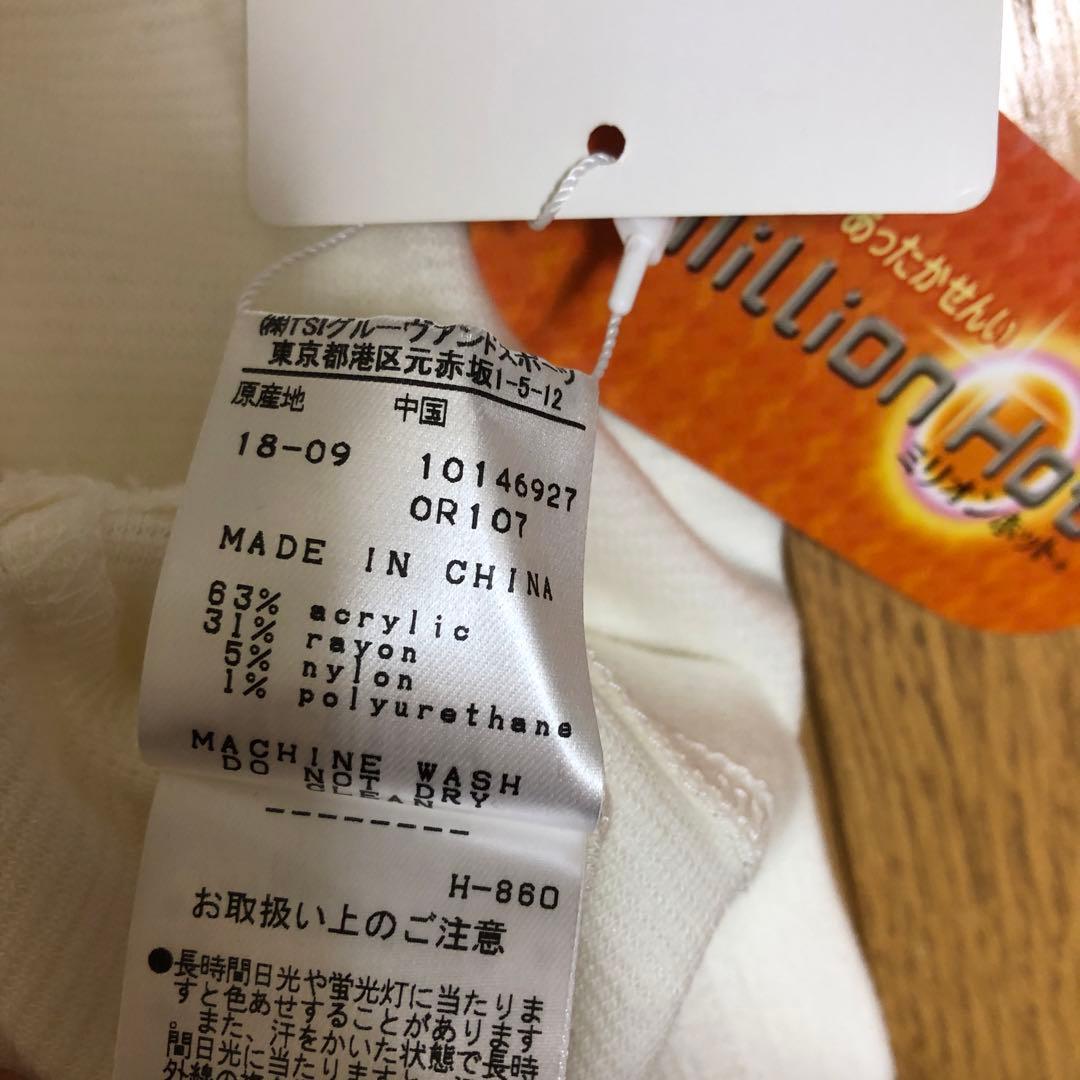 あったかせんい
Million Hot
ミリオンホット。
㈱TSIグルーヴアンドスポーツ
東京都港区元赤坂1-5-12
原産地 中国
18-09 10146927
OR107
MADE IN CHINA
63% acrylic
31% rayon
5% nylon
1% polyurethane
MACHINE WASH
DO NOT DRY
CLEAN
--------
H-860
お取扱い上のご注意
●長時間日光や蛍光灯に当たりま
すと色あせすることがあります
。また、汗をかいた状態で長時
間日光に当たります
外線の